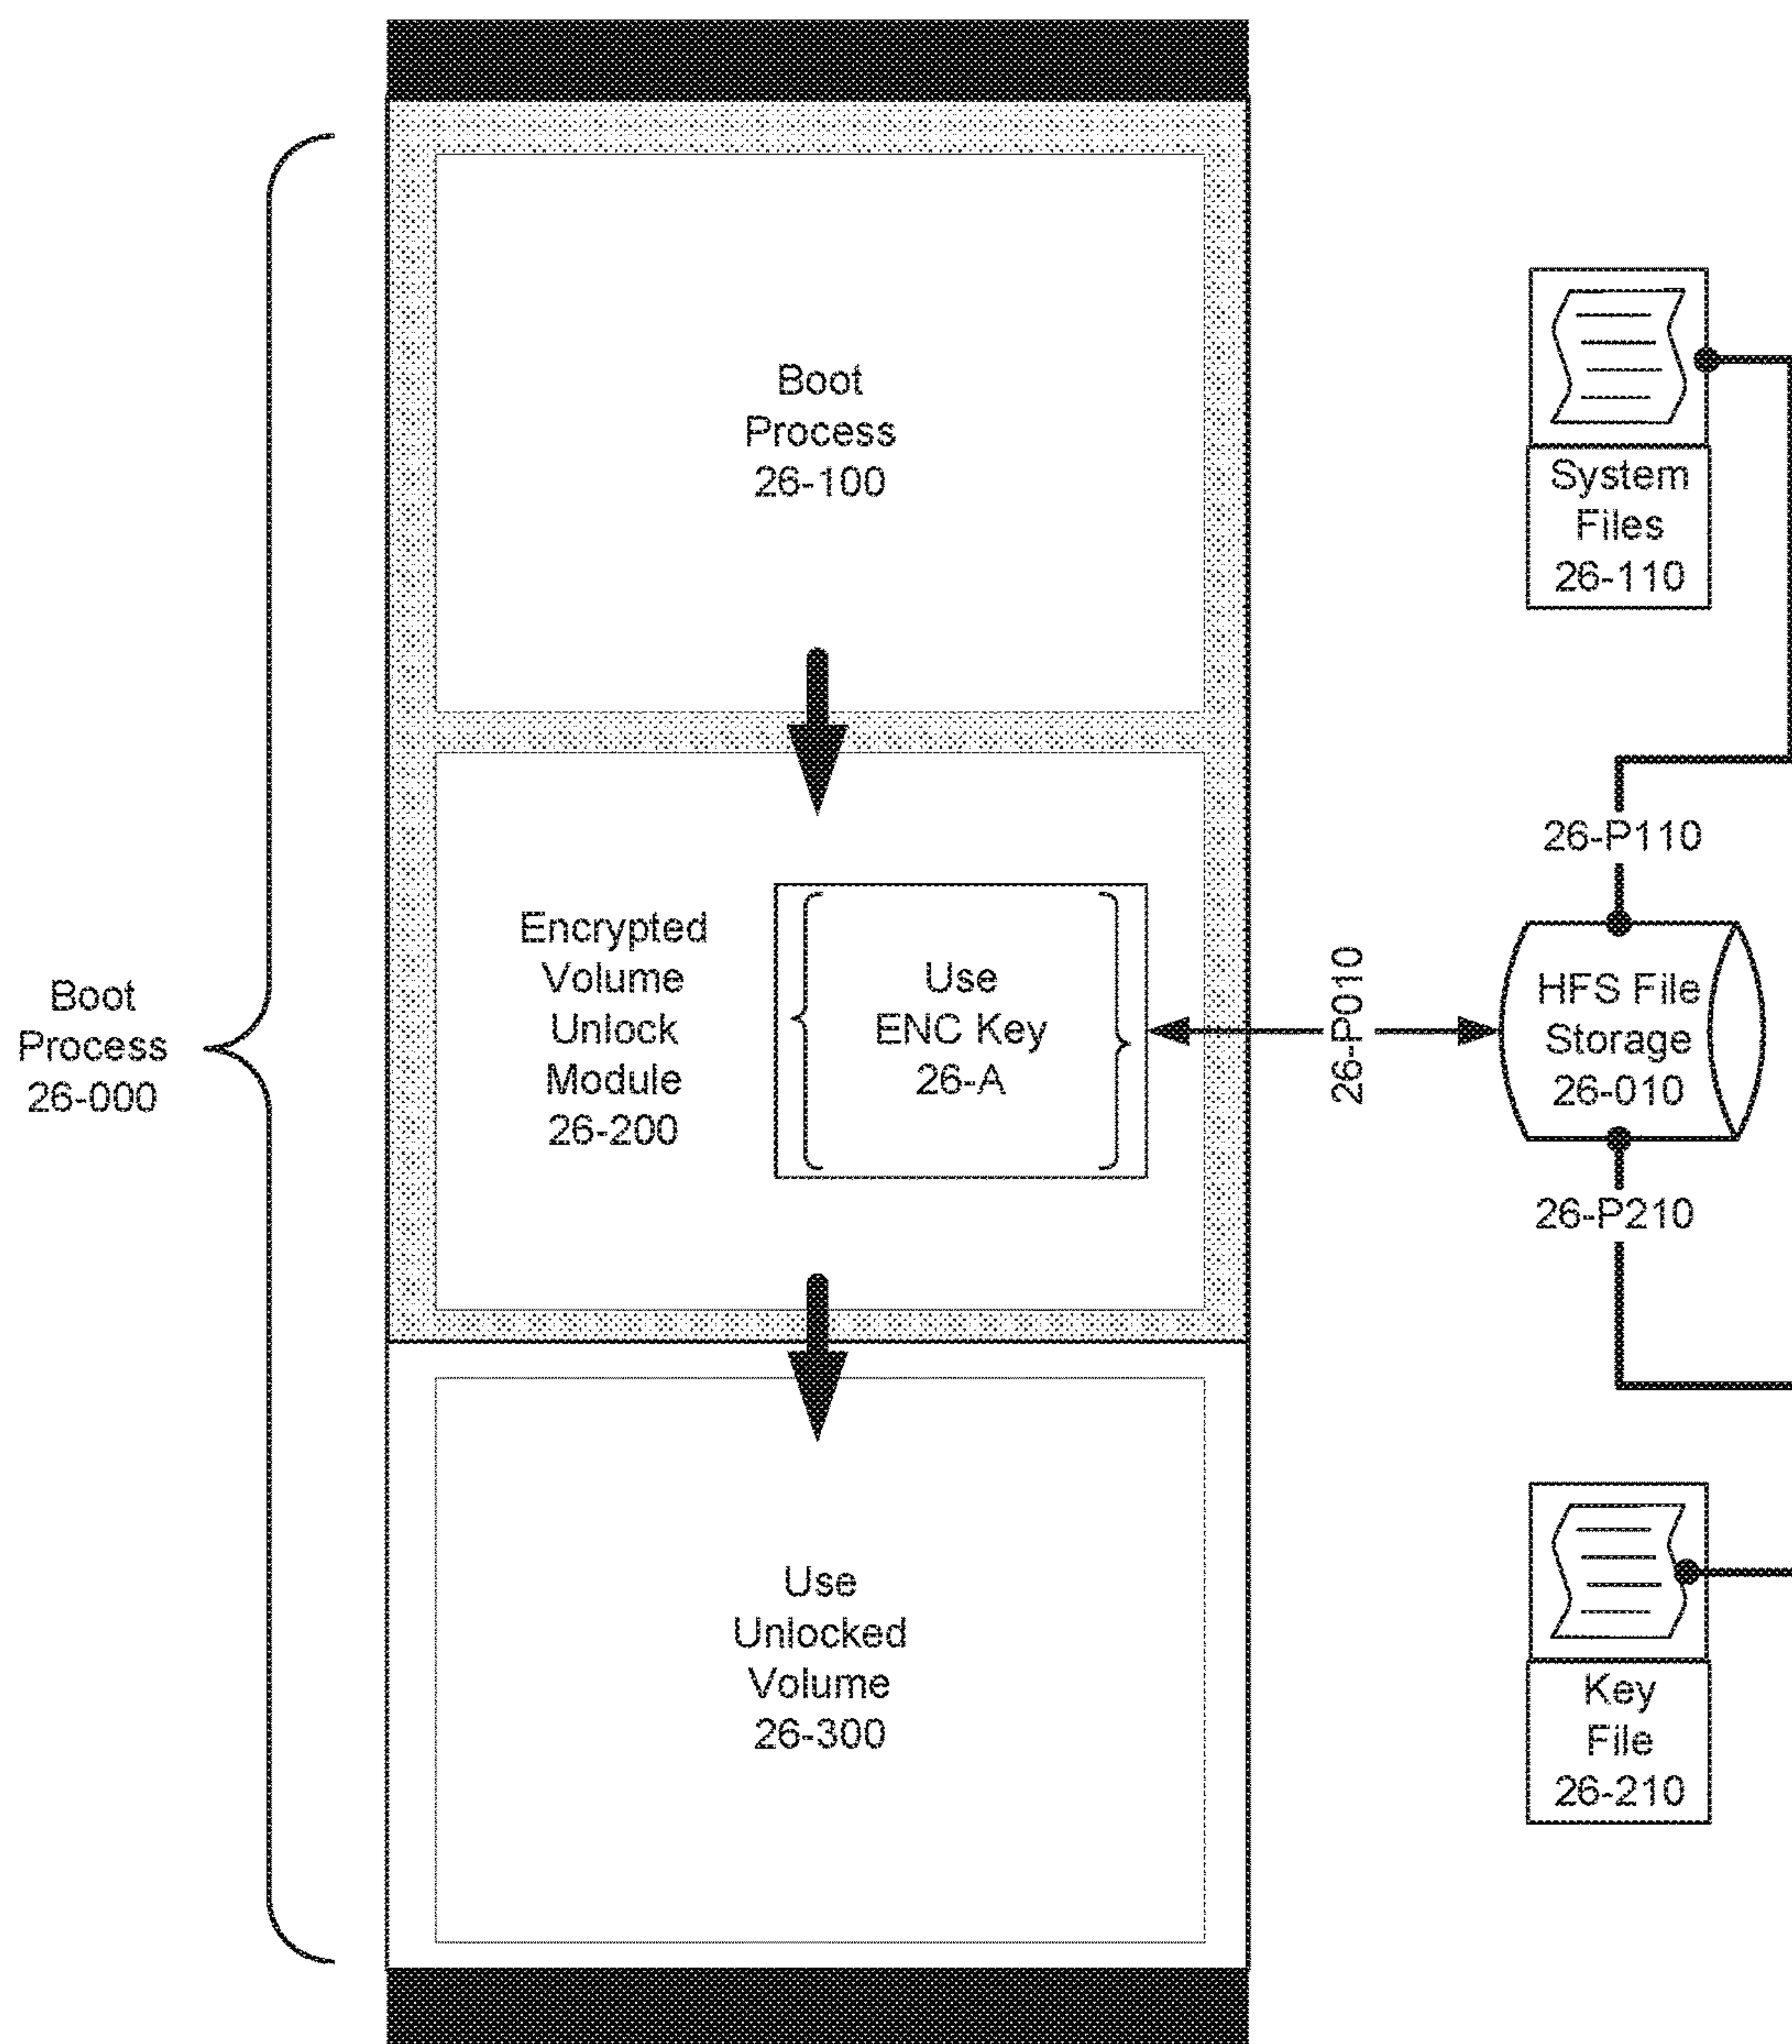 Boot
Process
26-000
Boot
Process
26-100
Encrypted
Volume
Unlock
Module
26-200
Use
ENC Key
26-A
Use
Unlocked
Volume
26-300
26-P010
System
Files
26-110
26-P110
HFS File
Storage
26-010
26-P210
Key
File
26-210